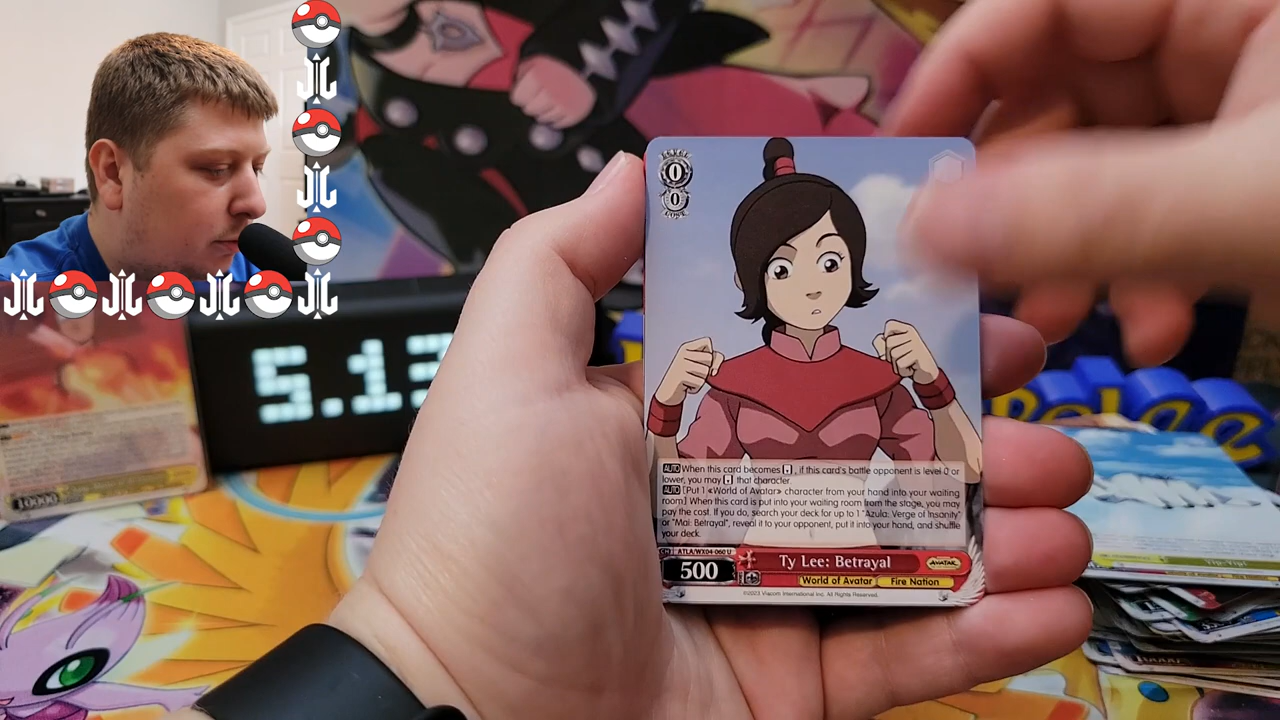 LEVEL
0
0
COST
5.13
AUTO When this card becomes , if this card's battle opponent is level 0 or
lower, you may that character.
AUTO [Put 1 «World of Avatar» character from your hand into your waiting
room] When this card is put into your waiting room from the stage, you may
pay the cost. If you do, search your deck for up to 1 "Azula: Verge of Insanity"
or "Mai: Betrayal", reveal it to your opponent, put it into your hand, and shuffle
your deck.
CH ATLA/WX04-060 U
Ty Lee: Betrayal
AVATAR
500
World of Avatar Fire Nation
©2023 Viacom International Inc. All Rights Reserved.
10000
Yip-Yip!